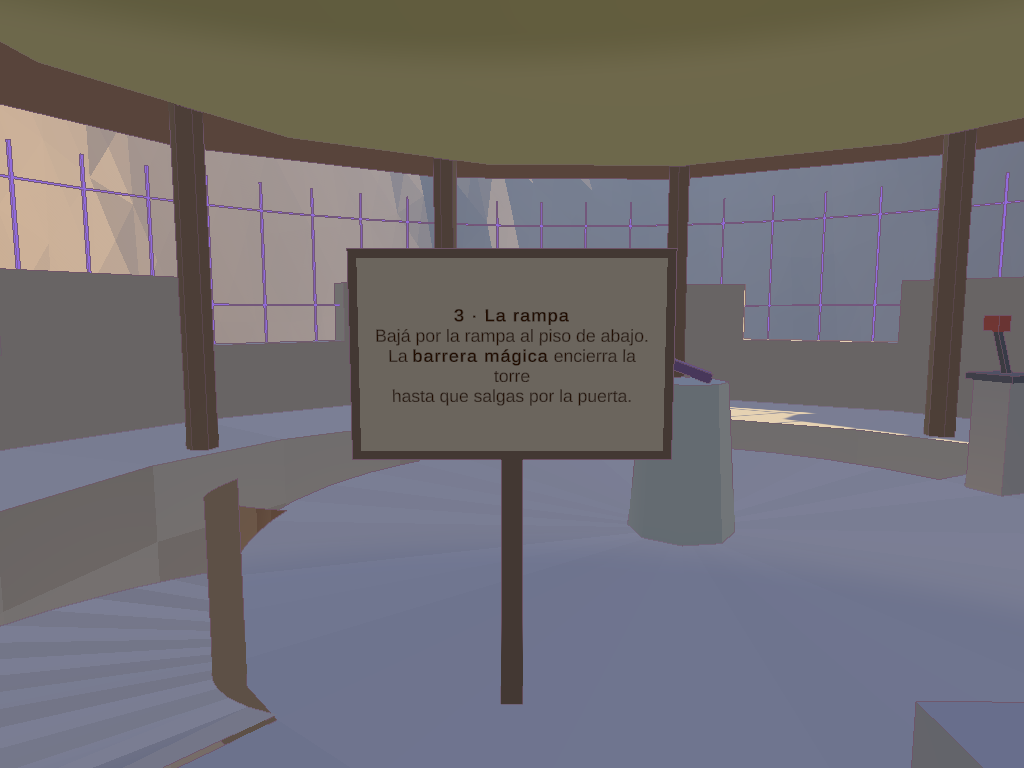 3 · La rampa
Bajá por la rampa al piso de abajo.
La barrera mágica encierra la
torre
hasta que salgas por la puerta.